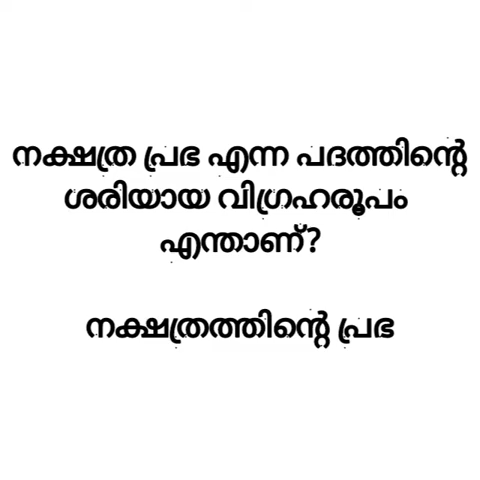 നക്ഷത്ര പ്രഭ എന്ന പദത്തിന്റെ
ശരിയായ വിഗ്രഹരൂപം
എന്താണ്?
നക്ഷത്രത്തിന്റെ പ്രഭ